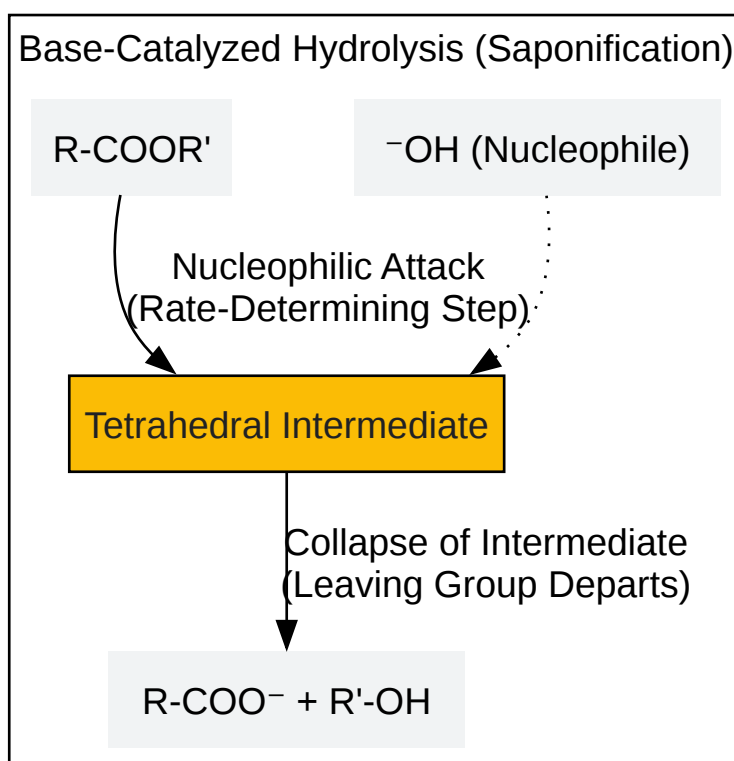 Base-Catalyzed Hydrolysis (Saponification)
R-COOR'
⁻OH (Nucleophile)
Nucleophilic Attack
(Rate-Determining Step)
Tetrahedral Intermediate
Collapse of Intermediate
(Leaving Group Departs)
R-COO⁻ + R'-OH